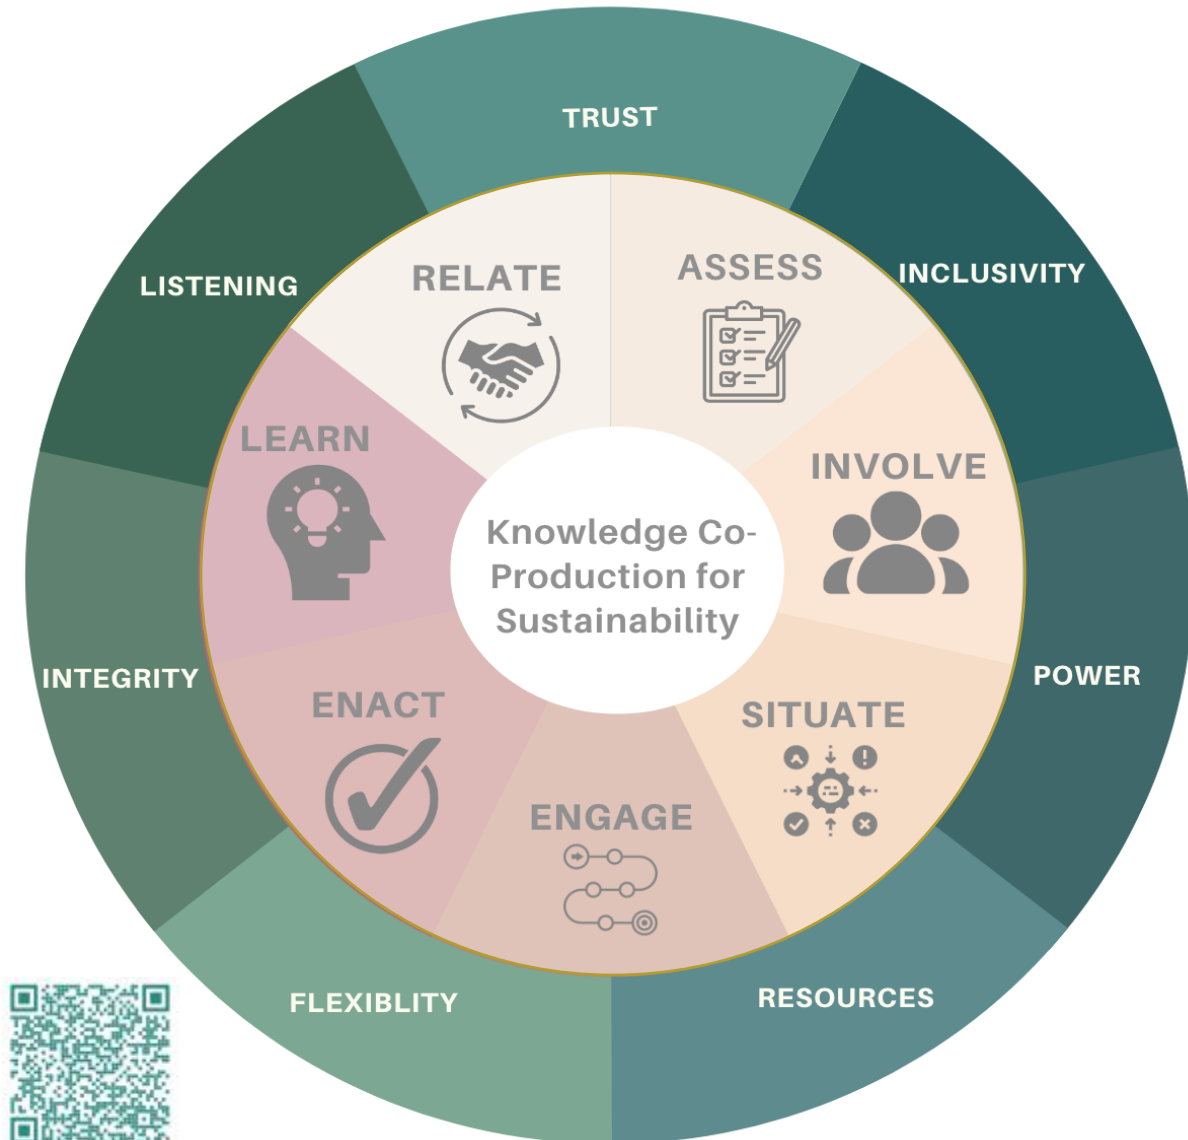 TRUST
INCLUSIVITY
POWER
RESOURCES
FLEXIBLITY
INTEGRITY
LISTENING
RELATE
ASSESS
INVOLVE
SITUATE
ENGAGE
ENACT
LEARN
Knowledge Co-
Production for
Sustainability